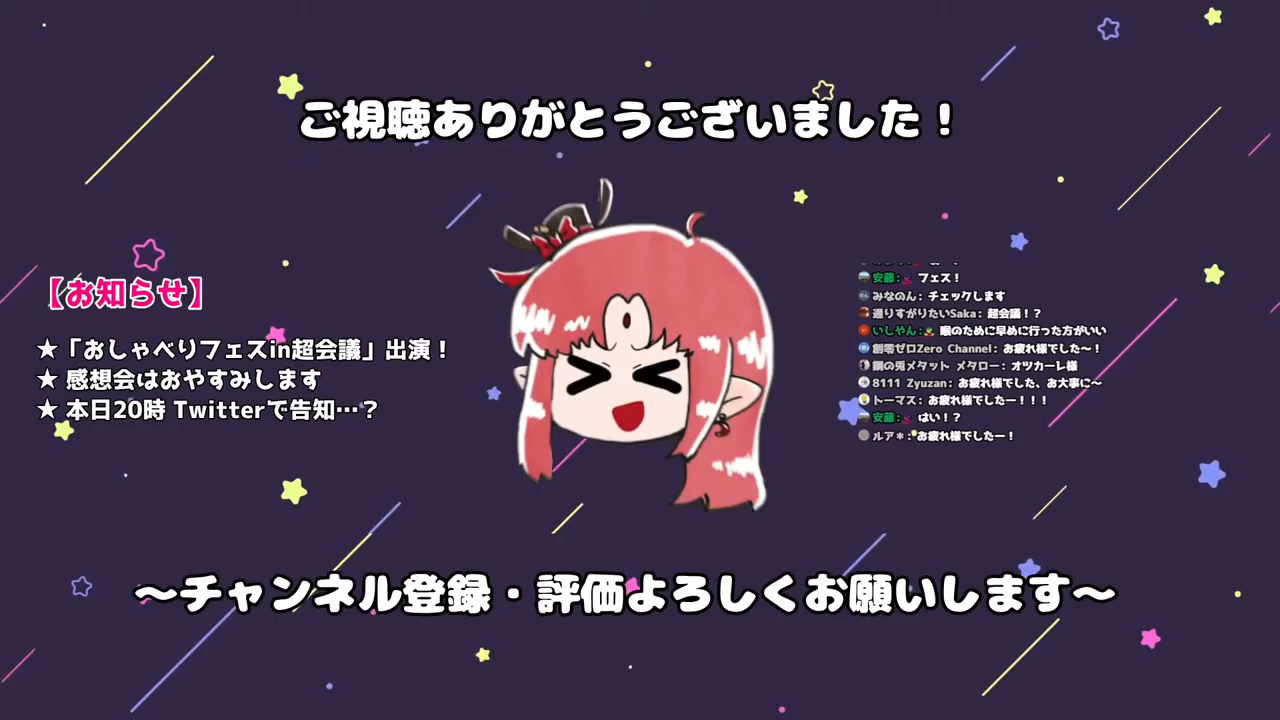 ご視聴ありがとうございました！
【お知らせ】
★「おしゃべりフェスin超会議」出演！
★ 感想会はおやすみします
★ 本日20時 Twitterで告知…？
安藤: フェス！
みなのん: チェックします
通りすがりたいSaka: 超会議！？
いしやん: 喉のために早めに行った方がいい
創零ゼロZero Channel: お疲れ様でした〜！
鋼の兎メタット メタロー: オツカーレ様
8111 Zyuzan: お疲れ様でした、お大事に〜
トーマス: お疲れ様でしたー！！！
安藤: はい！？
ルア＊: お疲れ様でしたー！
〜チャンネル登録・評価よろしくお願いします〜